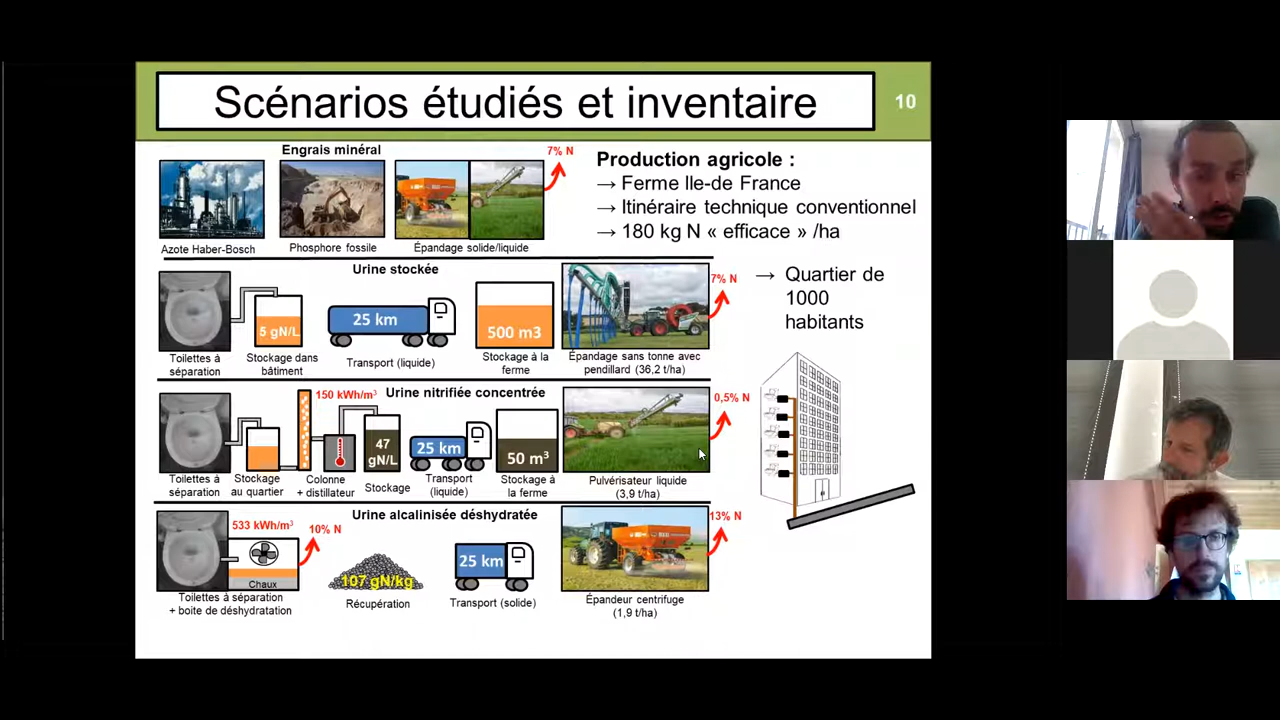 Scénarios étudiés et inventaire
10
Engrais minéral
7% N
Azote Haber-Bosch
Phosphore fossile
Épandage solide/liquide
Production agricole :
→ Ferme Ile-de France
→ Itinéraire technique conventionnel
→ 180 kg N « efficace » /ha
→ Quartier de
1000
habitants
Urine stockée
7% N
5 gN/L
25 km
500 m3
Toilettes à
séparation
Stockage dans
bâtiment
Transport (liquide)
Stockage à la
ferme
Épandage sans tonne avec
pendillard (36,2 t/ha)
Urine nitrifiée concentrée
150 kWh/m³
0,5% N
47
gN/L
25 km
50 m³
Toilettes à
séparation
Stockage
au quartier
Colonne
+ distillateur
Stockage
Transport
(liquide)
Stockage à
la ferme
Pulvérisateur liquide
(3,9 t/ha)
Urine alcalinisée déshydratée
533 kWh/m³
10% N
13% N
Chaux
107 gN/kg
25 km
Toilettes à séparation
+ boite de déshydratation
Récupération
Transport (solide)
Épandeur centrifuge
(1,9 t/ha)